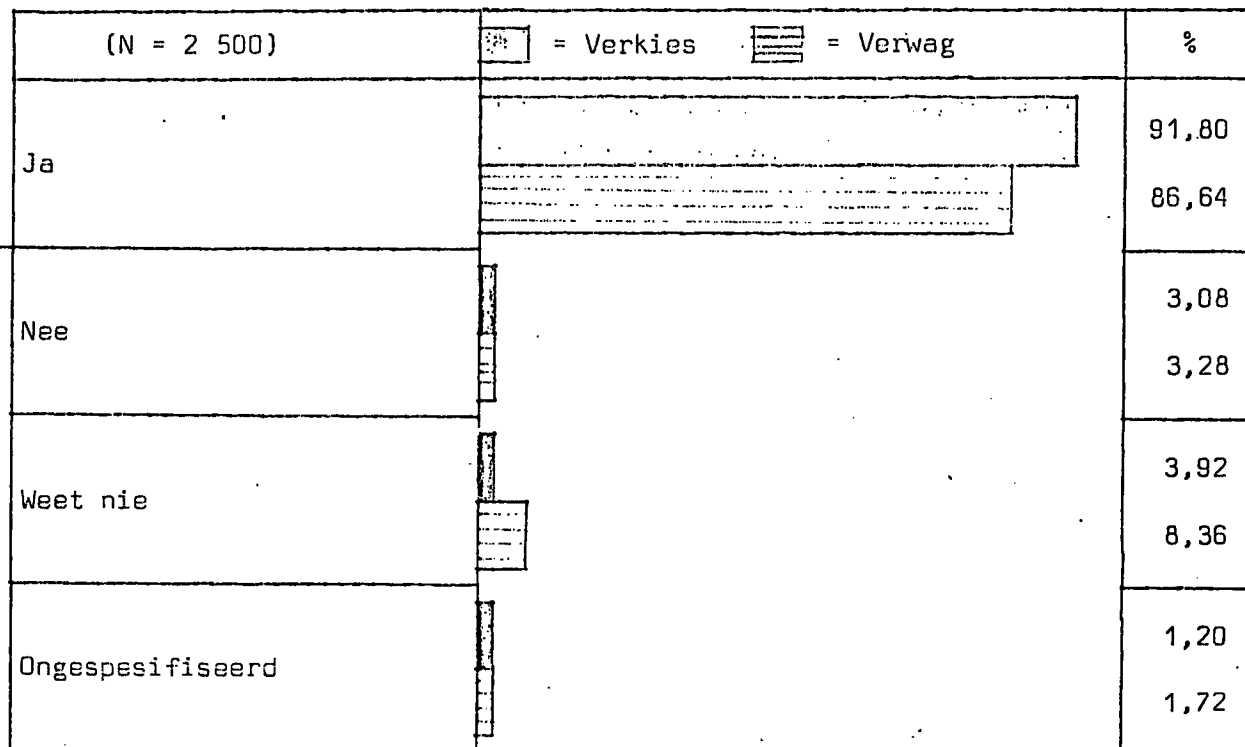 (N = 2 500) = Verkies = Verwag %
Ja
91,80
86,64
Nee
3,08
3,28
Weet nie
3,92
8,36
Ongespesifiseerd
1,20
1,72